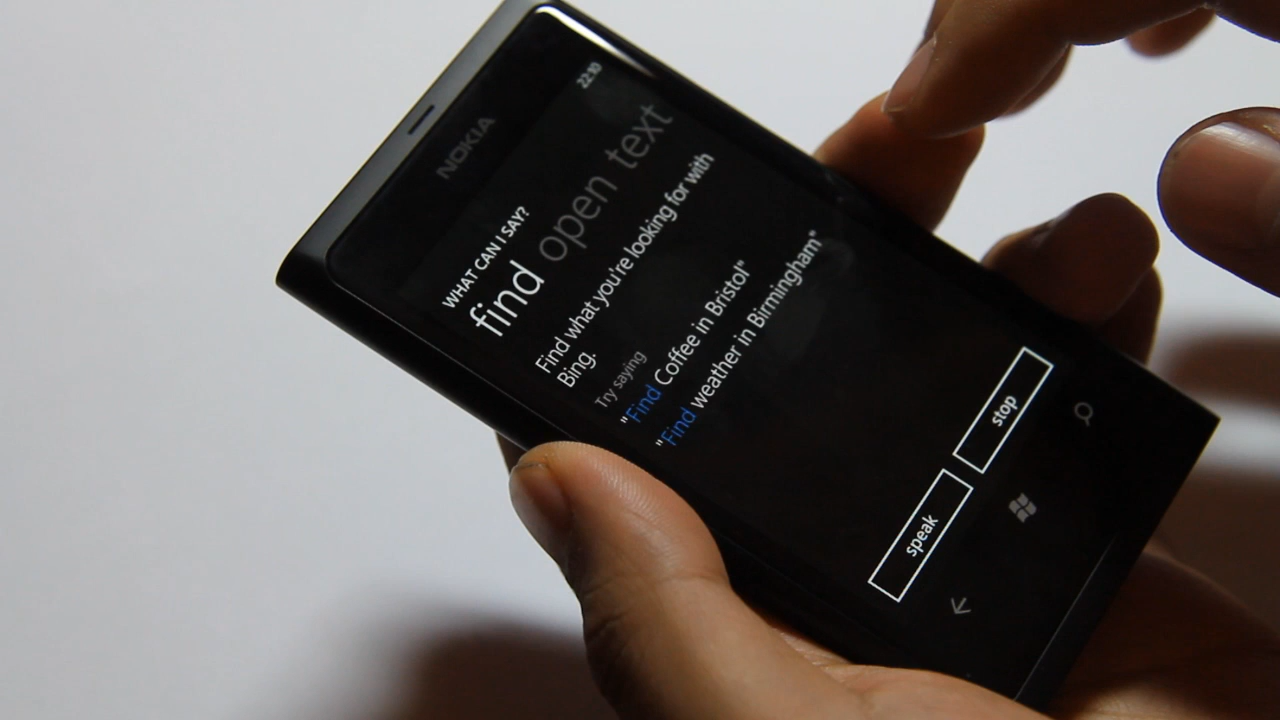 NOKIA
22:10
WHAT CAN I SAY?
find open text
Find what you're looking for with
Bing.
Try saying
"Find Coffee in Bristol"
"Find weather in Birmingham"
speak stop